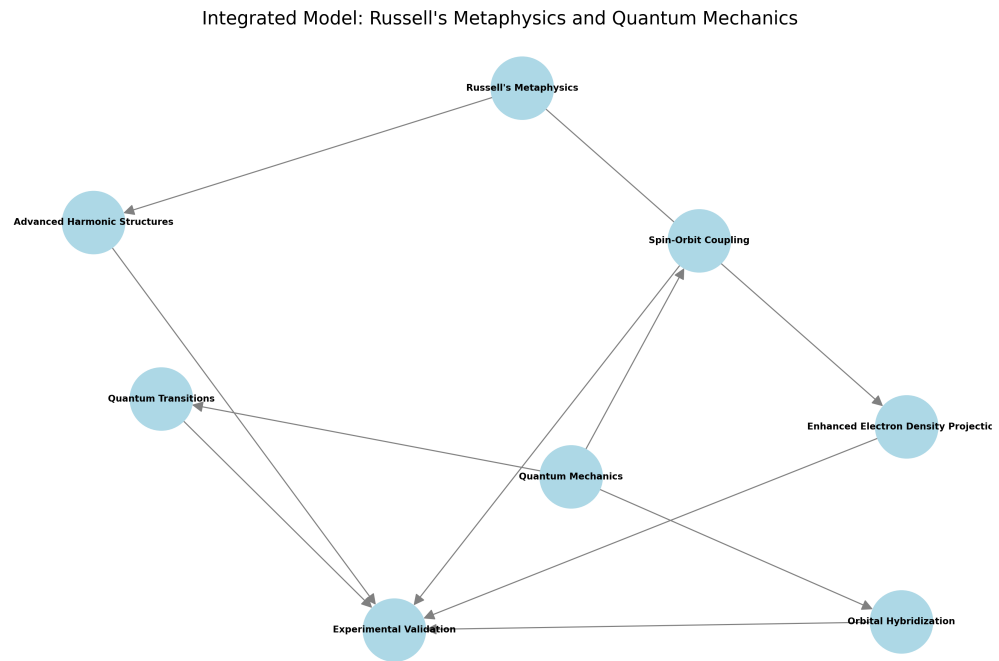 Integrated Model: Russell's Metaphysics and Quantum Mechanics
Russell's Metaphysics
Advanced Harmonic Structures
Spin-Orbit Coupling
Quantum Transitions
Enhanced Electron Density Projectic
Quantum Mechanics
Orbital Hybridization
Experimental Validation